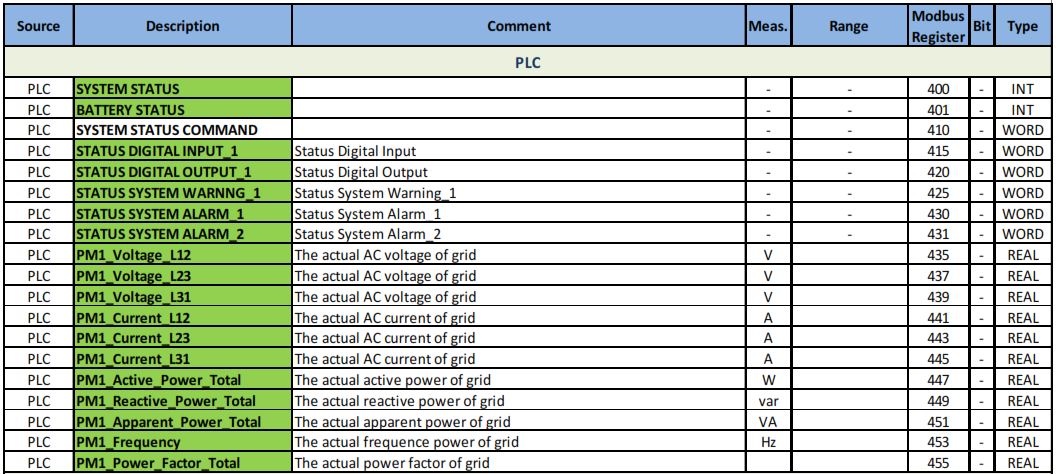 Source Description Comment Meas. Range Modbus Register Bit Type
PLC
PLC SYSTEM STATUS - - 400 - INT
PLC BATTERY STATUS - - 401 - INT
PLC SYSTEM STATUS COMMAND - - 410 - WORD
PLC STATUS DIGITAL INPUT_1 Status Digital Input - - 415 - WORD
PLC STATUS DIGITAL OUTPUT_1 Status Digital Output - - 420 - WORD
PLC STATUS SYSTEM WARNNG_1 Status System Warning_1 - - 425 - WORD
PLC STATUS SYSTEM ALARM_1 Status System Alarm_1 - - 430 - WORD
PLC STATUS SYSTEM ALARM_2 Status System Alarm_2 - - 431 - WORD
PLC PM1_Voltage_L12 The actual AC voltage of grid V 435 - REAL
PLC PM1_Voltage_L23 The actual AC voltage of grid V 437 - REAL
PLC PM1_Voltage_L31 The actual AC voltage of grid V 439 - REAL
PLC PM1_Current_L12 The actual AC current of grid A 441 - REAL
PLC PM1_Current_L23 The actual AC current of grid A 443 - REAL
PLC PM1_Current_L31 The actual AC current of grid A 445 - REAL
PLC PM1_Active_Power_Total The actual active power of grid W 447 - REAL
PLC PM1_Reactive_Power_Total The actual reactive power of grid var 449 - REAL
PLC PM1_Apparent_Power_Total The actual apparent power of grid VA 451 - REAL
PLC PM1_Frequency The actual frequence power of grid Hz 453 - REAL
PLC PM1_Power_Factor_Total The actual power factor of grid 455 - REAL